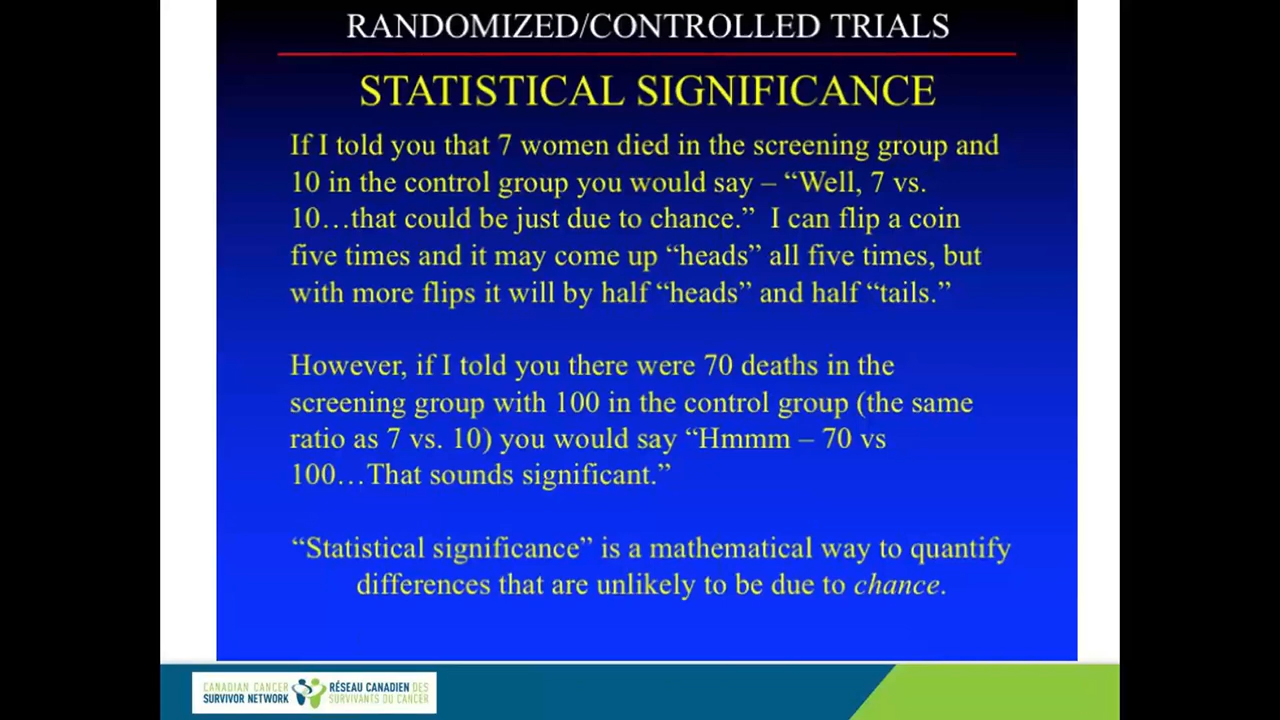 RANDOMIZED/CONTROLLED TRIALS
STATISTICAL SIGNIFICANCE
If I told you that 7 women died in the screening group and
10 in the control group you would say – “Well, 7 vs.
10…that could be just due to chance.”  I can flip a coin
five times and it may come up “heads” all five times, but
with more flips it will by half “heads” and half “tails.”
However, if I told you there were 70 deaths in the
screening group with 100 in the control group (the same
ratio as 7 vs. 10) you would say “Hmmm – 70 vs
100…That sounds significant.”
“Statistical significance” is a mathematical way to quantify
differences that are unlikely to be due to chance.
CANADIAN CANCER
SURVIVOR NETWORK
RÉSEAU CANADIEN DES
SURVIVANTS DU CANCER